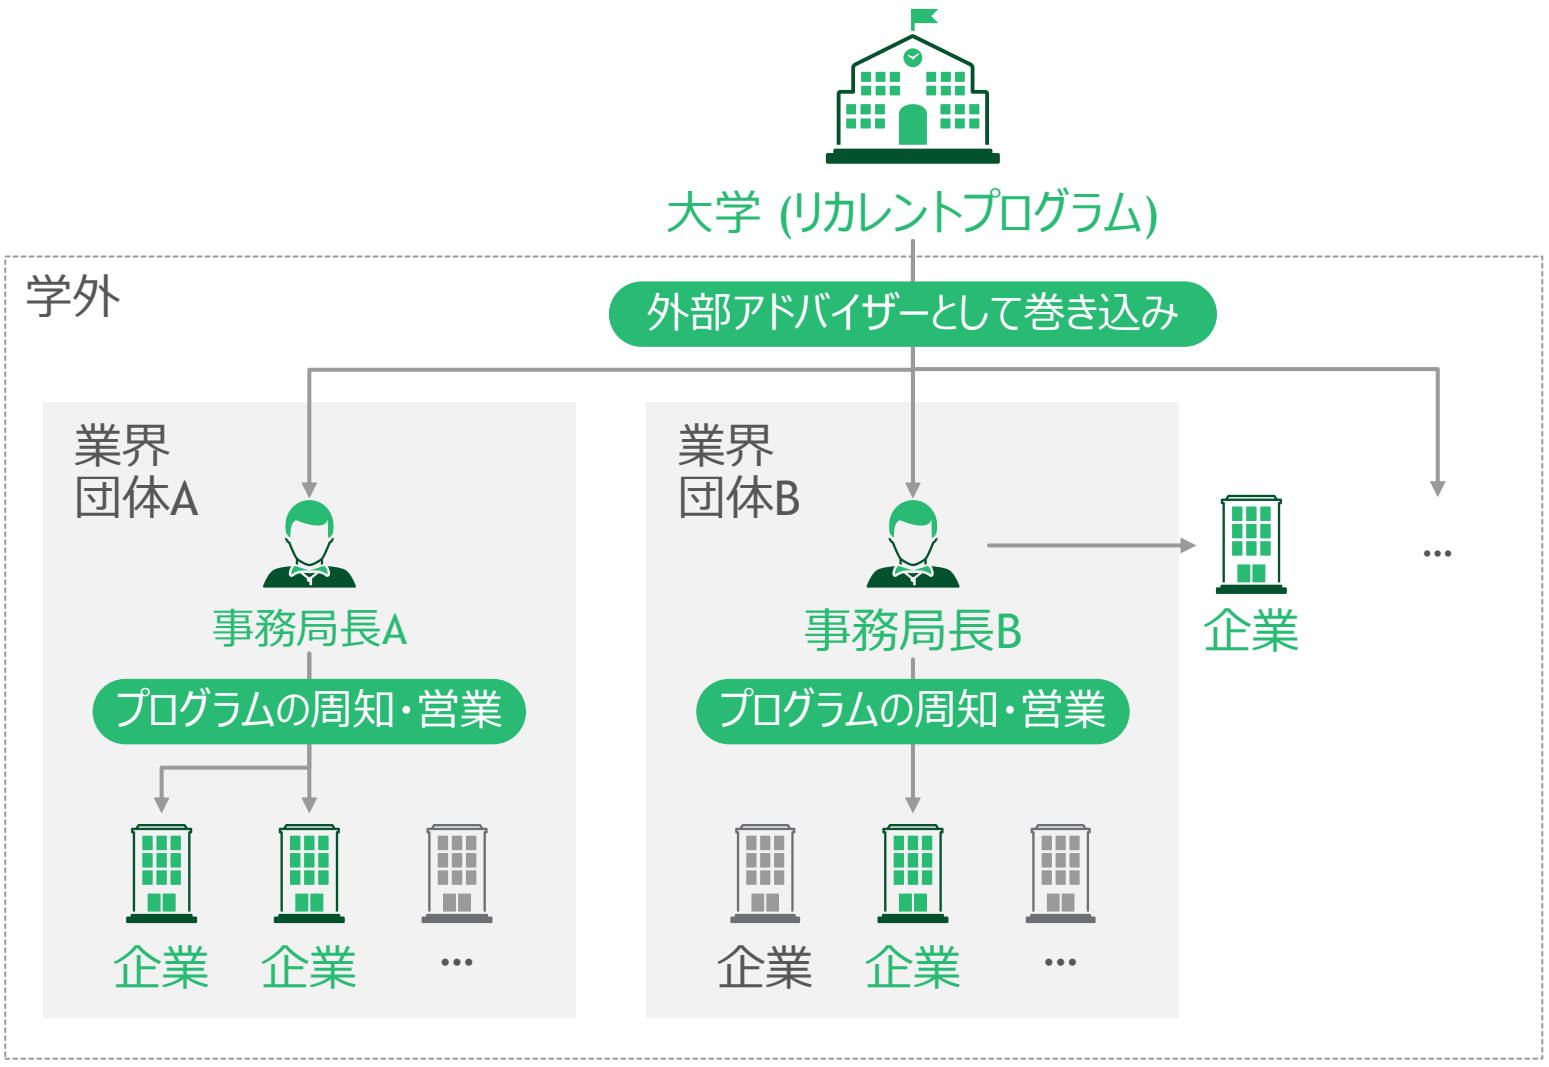 大学 (リカレントプログラム)
学外
外部アドバイザーとして巻き込み
業界
団体A
業界
団体B
事務局長A
事務局長B
企業
...
プログラムの周知・営業
プログラムの周知・営業
企業
企業
...
企業
企業
...